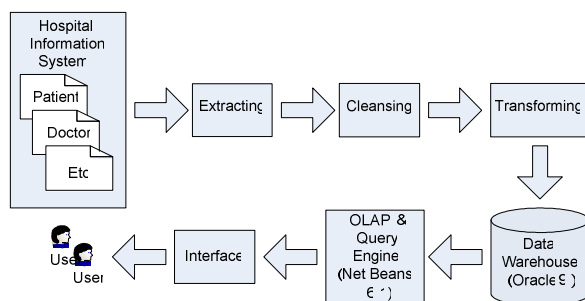 Hospital
Information
System
Patient
Doctor
Etc
Extracting
Cleansing
Transforming
Data
Warehouse
(Oracle 9)
OLAP &
Query
Engine
(Net Beans
Interface
User
User